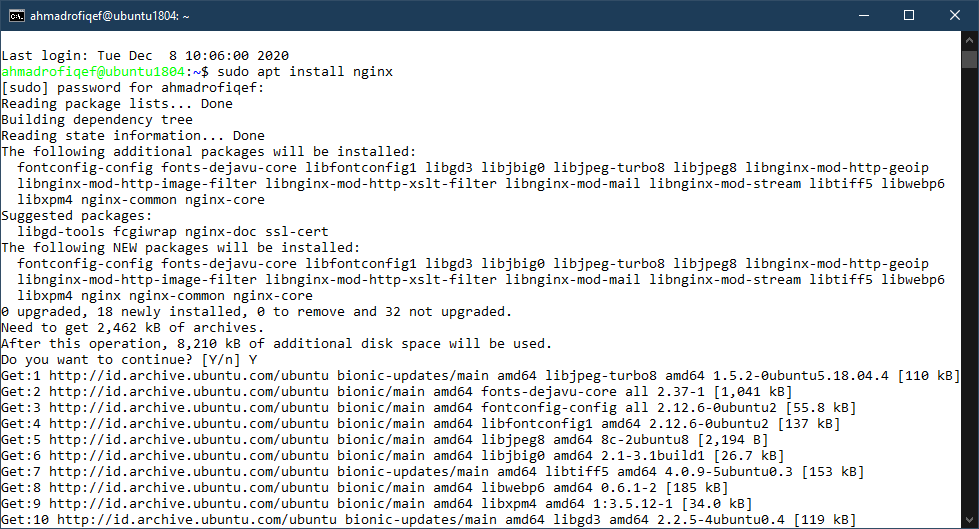 ahmadrofiqef@ubuntu1804: ~
Last login: Tue Dec  8 10:06:00 2020
ahmadrofiqef@ubuntu1804:~$ sudo apt install nginx
[sudo] password for ahmadrofiqef:
Reading package lists... Done
Building dependency tree
Reading state information... Done
The following additional packages will be installed:
  fontconfig-config fonts-dejavu-core libfontconfig1 libgd3 libjbig0 libjpeg-turbo8 libjpeg8 libnginx-mod-http-geoip
  libnginx-mod-http-image-filter libnginx-mod-http-xslt-filter libnginx-mod-mail libnginx-mod-stream libtiff5 libwebp6
  libxpm4 nginx-common nginx-core
Suggested packages:
  libgd-tools fcgiwrap nginx-doc ssl-cert
The following NEW packages will be installed:
  fontconfig-config fonts-dejavu-core libfontconfig1 libgd3 libjbig0 libjpeg-turbo8 libjpeg8 libnginx-mod-http-geoip
  libnginx-mod-http-image-filter libnginx-mod-http-xslt-filter libnginx-mod-mail libnginx-mod-stream libtiff5 libwebp6
  libxpm4 nginx nginx-common nginx-core
0 upgraded, 18 newly installed, 0 to remove and 32 not upgraded.
Need to get 2,462 kB of archives.
After this operation, 8,210 kB of additional disk space will be used.
Do you want to continue? [Y/n] Y
Get:1 http://id.archive.ubuntu.com/ubuntu bionic-updates/main amd64 libjpeg-turbo8 amd64 1.5.2-0ubuntu5.18.04.4 [110 kB]
Get:2 http://id.archive.ubuntu.com/ubuntu bionic/main amd64 fonts-dejavu-core all 2.37-1 [1,041 kB]
Get:3 http://id.archive.ubuntu.com/ubuntu bionic/main amd64 fontconfig-config all 2.12.6-0ubuntu2 [55.8 kB]
Get:4 http://id.archive.ubuntu.com/ubuntu bionic/main amd64 libfontconfig1 amd64 2.12.6-0ubuntu2 [137 kB]
Get:5 http://id.archive.ubuntu.com/ubuntu bionic/main amd64 libjpeg8 amd64 8c-2ubuntu8 [2,194 B]
Get:6 http://id.archive.ubuntu.com/ubuntu bionic/main amd64 libjbig0 amd64 2.1-3.1build1 [26.7 kB]
Get:7 http://id.archive.ubuntu.com/ubuntu bionic-updates/main amd64 libtiff5 amd64 4.0.9-5ubuntu0.3 [153 kB]
Get:8 http://id.archive.ubuntu.com/ubuntu bionic/main amd64 libwebp6 amd64 0.6.1-2 [185 kB]
Get:9 http://id.archive.ubuntu.com/ubuntu bionic/main amd64 libxpm4 amd64 1:3.5.12-1 [34.0 kB]
Get:10 http://id.archive.ubuntu.com/ubuntu bionic-updates/main amd64 libgd3 amd64 2.2.5-4ubuntu0.4 [119 kB]